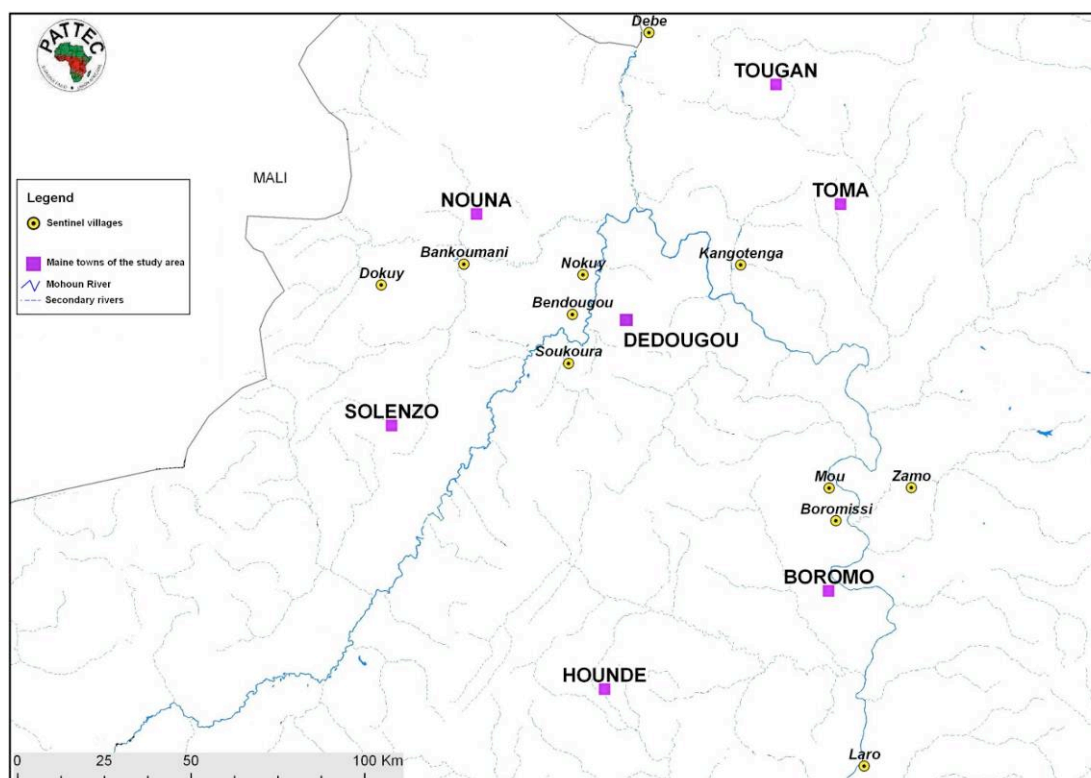 PATTEC
Debe
TOUGAN
MALI
NOUNA
TOMA
Legend
Sentinel villages
Maine towns of the study area
Mohoun River
Secondary rivers
Bankoumani
Dokuy
Nokuy
Kangotenga
Bendougou
DEDOUGOU
Soukoura
SOLENZO
Mou
Zamo
Boromissi
BOROMO
HOUNDE
Laro
0 25 50 100 Km